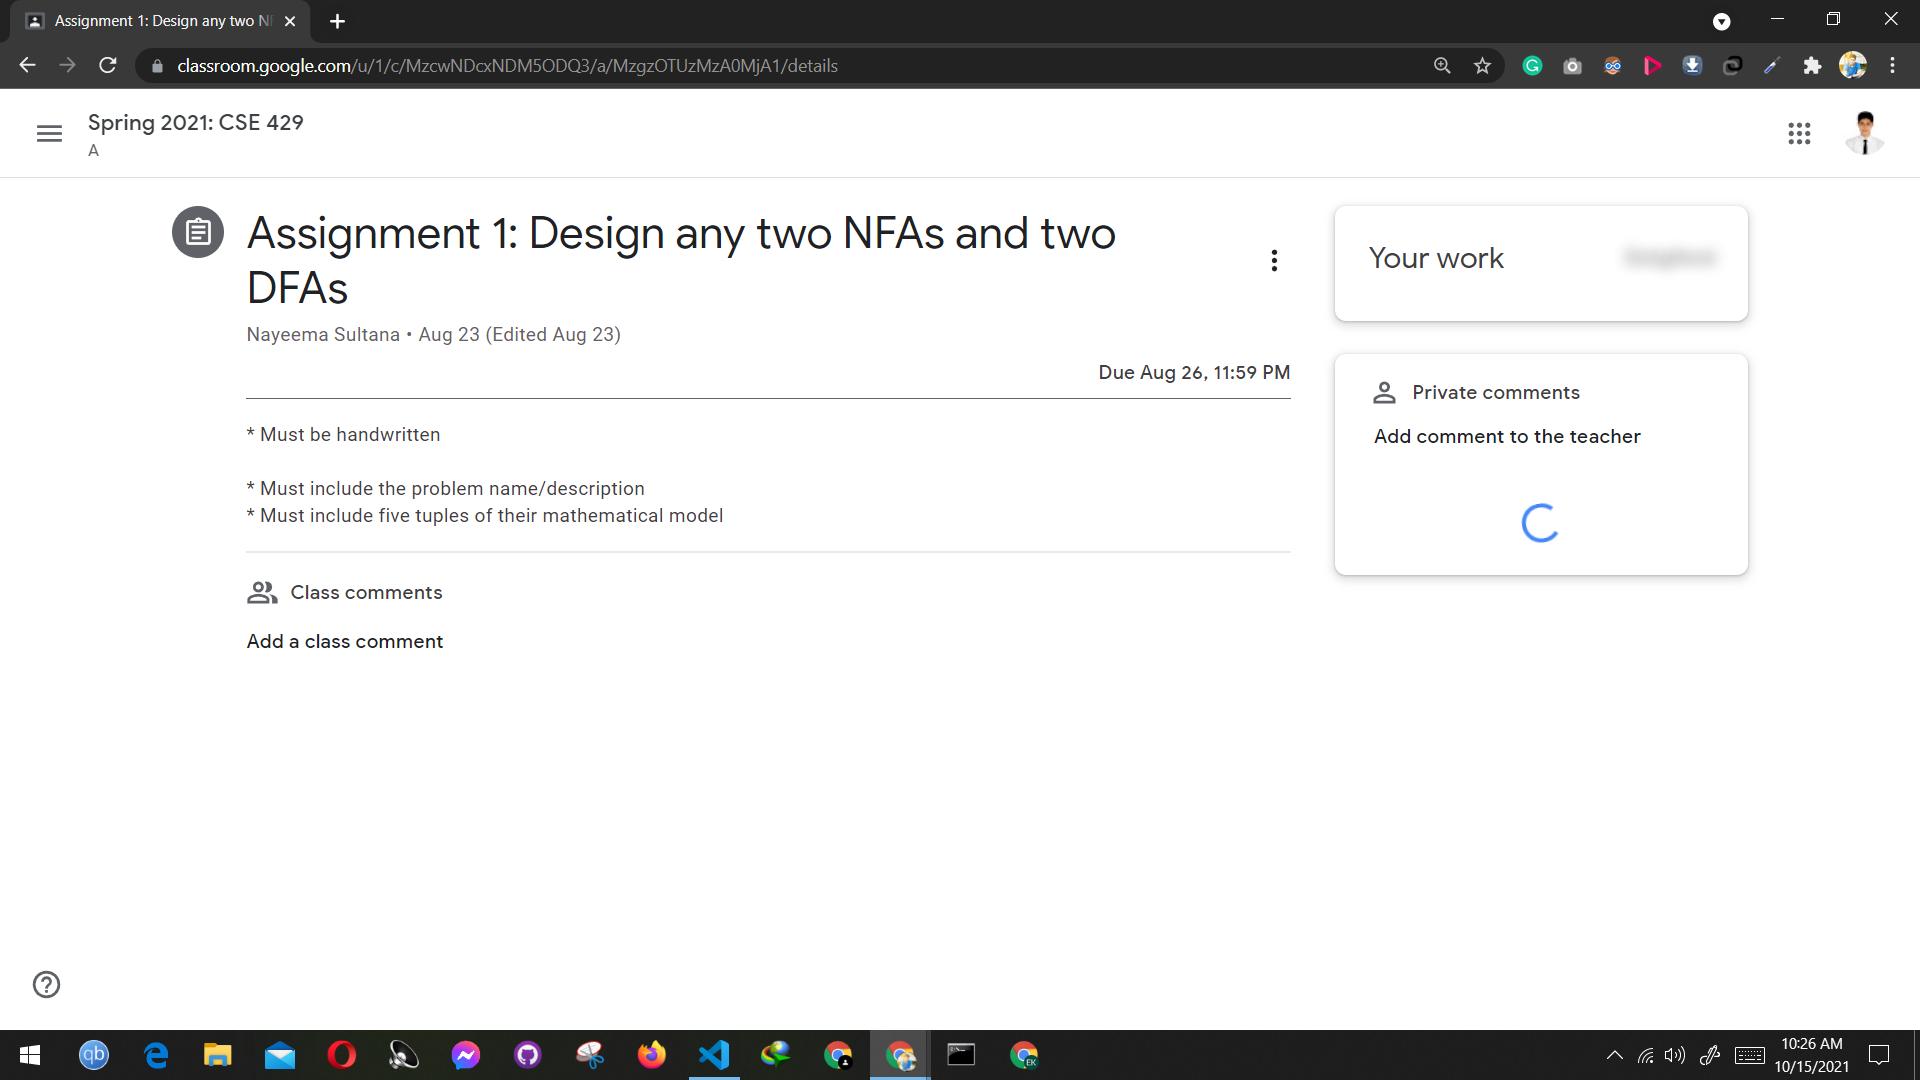 Assignment 1: Design any two N
classroom.google.com/u/1/c/MzcwNDcxNDM5ODQ3/a/MzgzOTUzMzA0MjA1/details
Spring 2021: CSE 429
A
Assignment 1: Design any two NFAs and two
DFAs
Nayeema Sultana • Aug 23 (Edited Aug 23)
Due Aug 26, 11:59 PM
* Must be handwritten
* Must include the problem name/description
* Must include five tuples of their mathematical model
Class comments
Add a class comment
Your work
Private comments
Add comment to the teacher
qb
EK
10:26 AM
10/15/2021